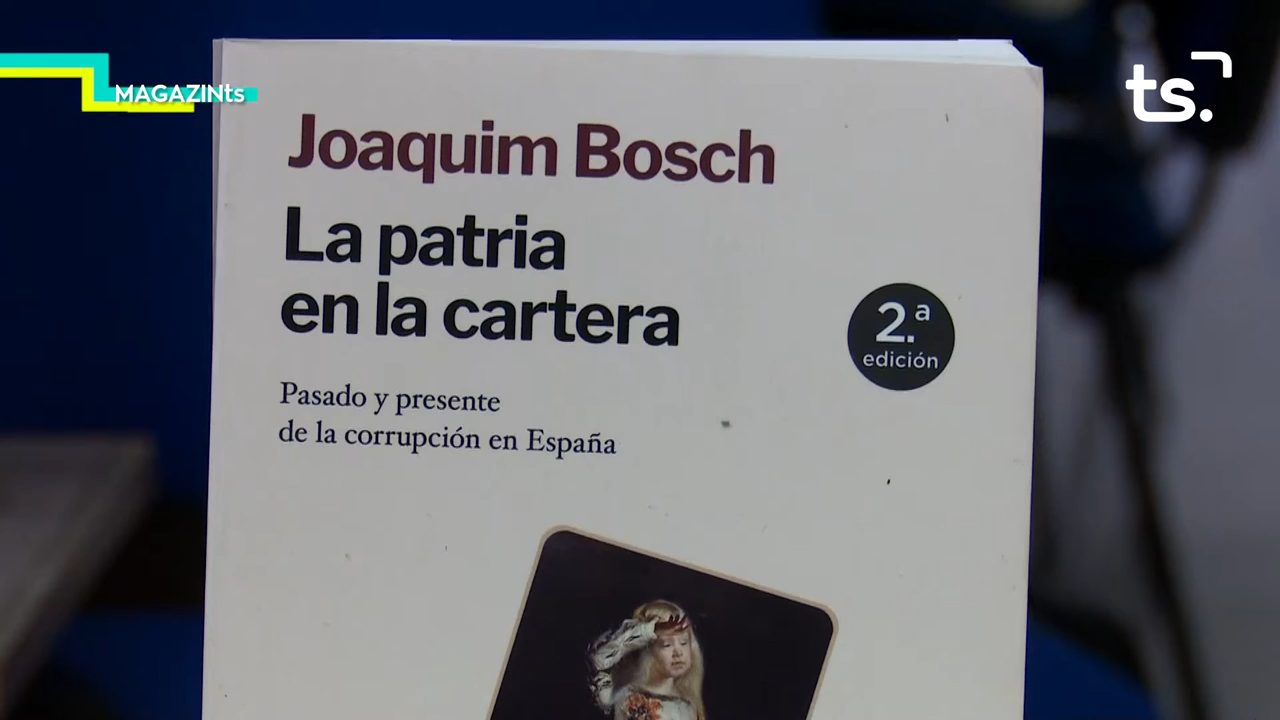 MAGAZINts
ts.
Joaquim Bosch
La patria
en la cartera
2.ª
edición
Pasado y presente
de la corrupción en España